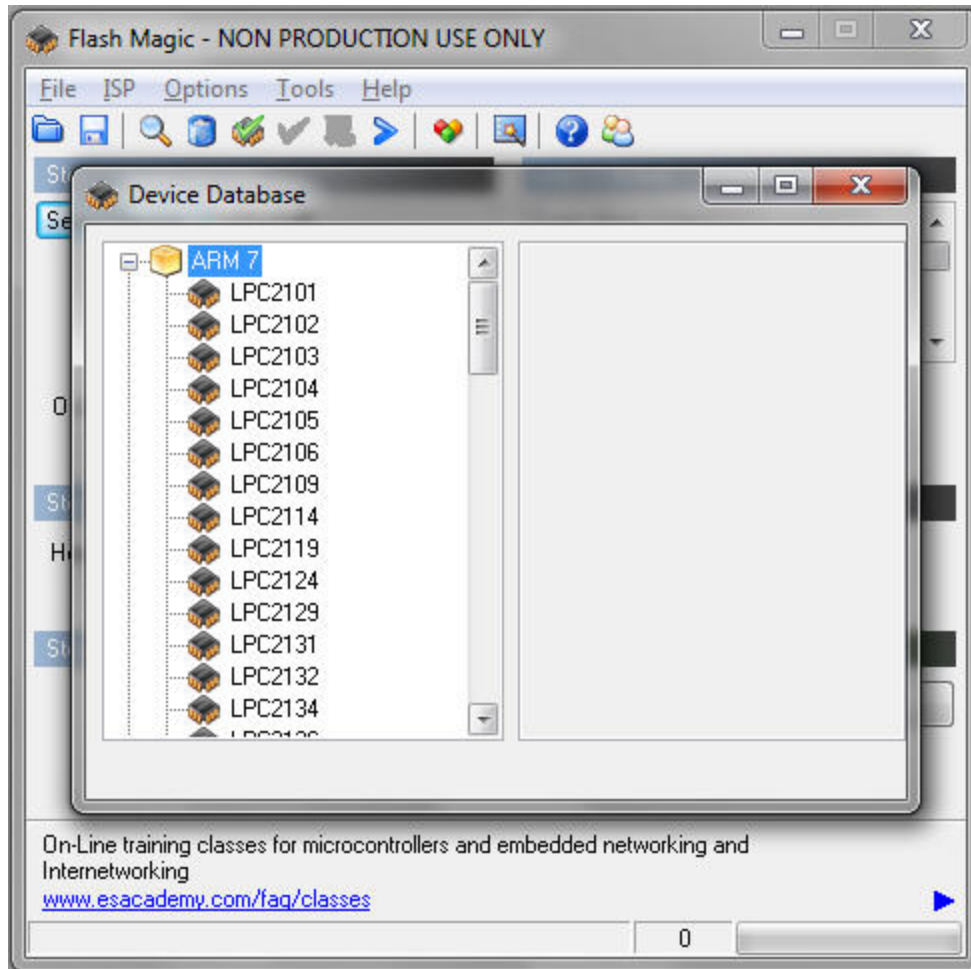 Flash Magic - NON PRODUCTION USE ONLY
File ISP Options Tools Help
Device Database
ARM 7
LPC2101
LPC2102
LPC2103
LPC2104
LPC2105
LPC2106
LPC2109
LPC2114
LPC2119
LPC2124
LPC2129
LPC2131
LPC2132
LPC2134
On-Line training classes for microcontrollers and embedded networking and
Internetworking
www.esacademy.com/faq/classes
0